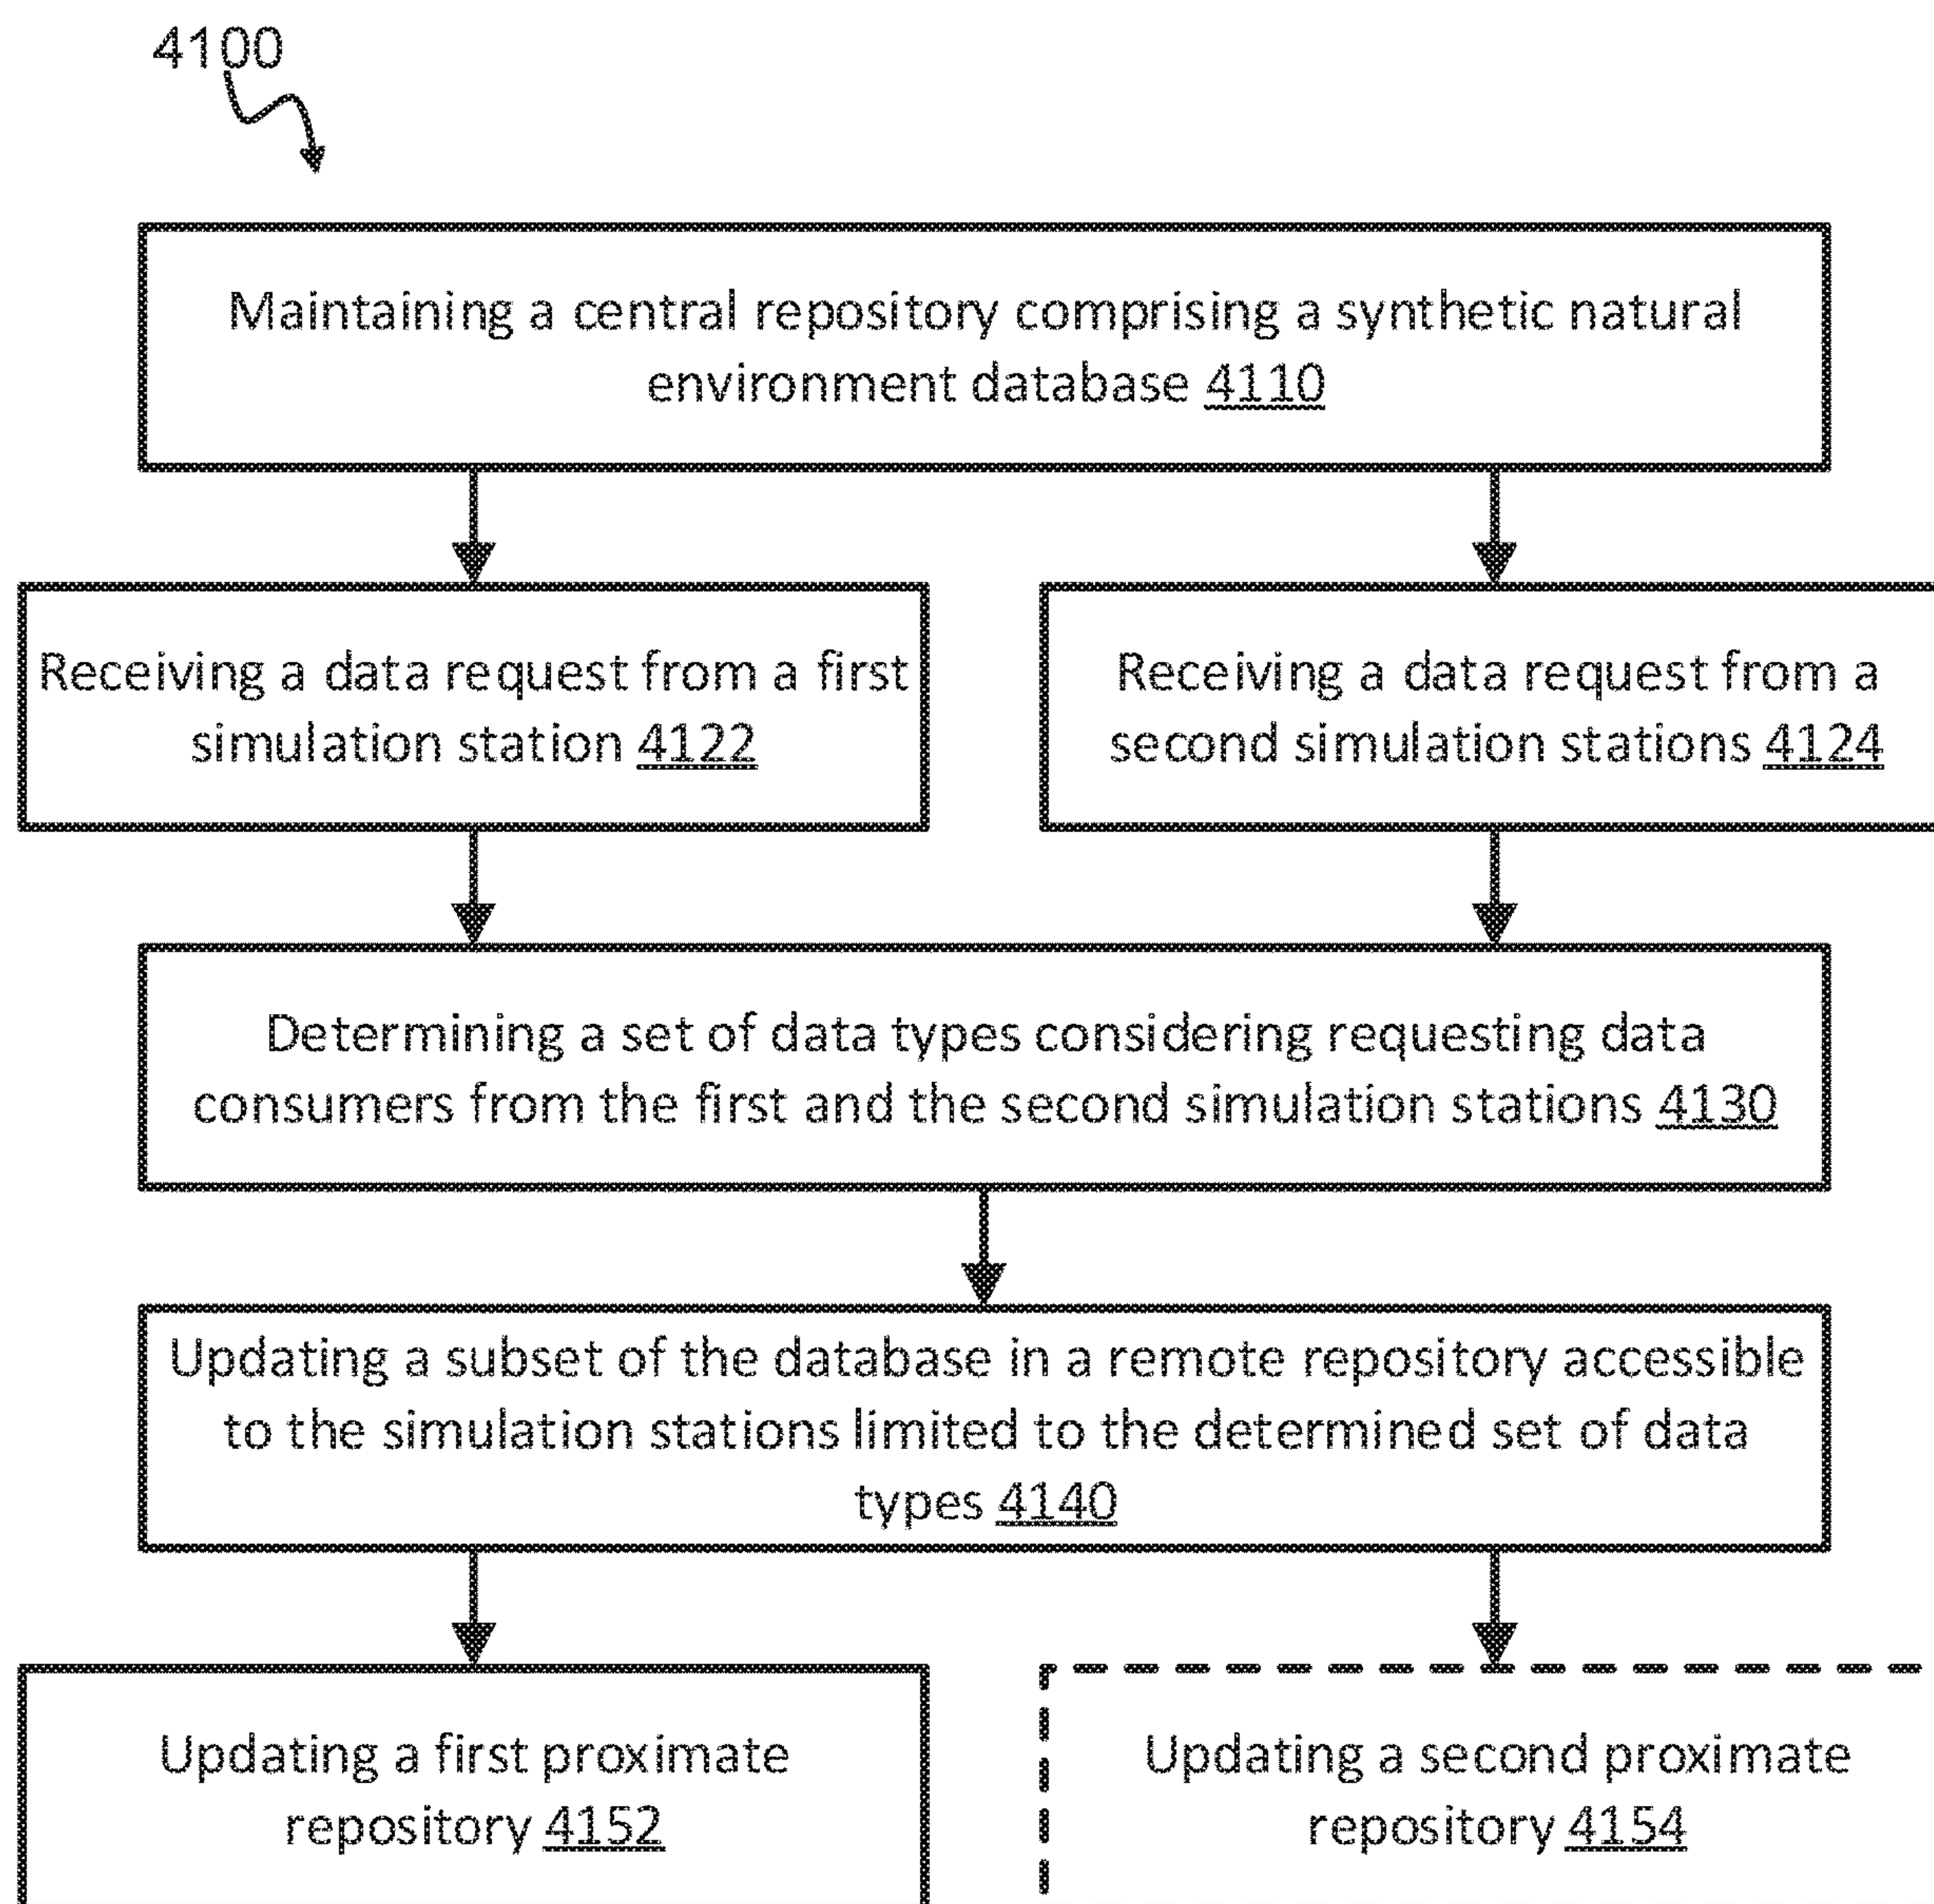 4100
Maintaining a central repository comprising a synthetic natural
environment database 4110
Receiving a data request from a first
simulation station 4122
Receiving a data request from a
second simulation stations 4124
Determining a set of data types considering requesting data
consumers from the first and the second simulation stations 4130
Updating a subset of the database in a remote repository accessible
to the simulation stations limited to the determined set of data
types 4140
Updating a first proximate
repository 4152
Updating a second proximate
repository 4154